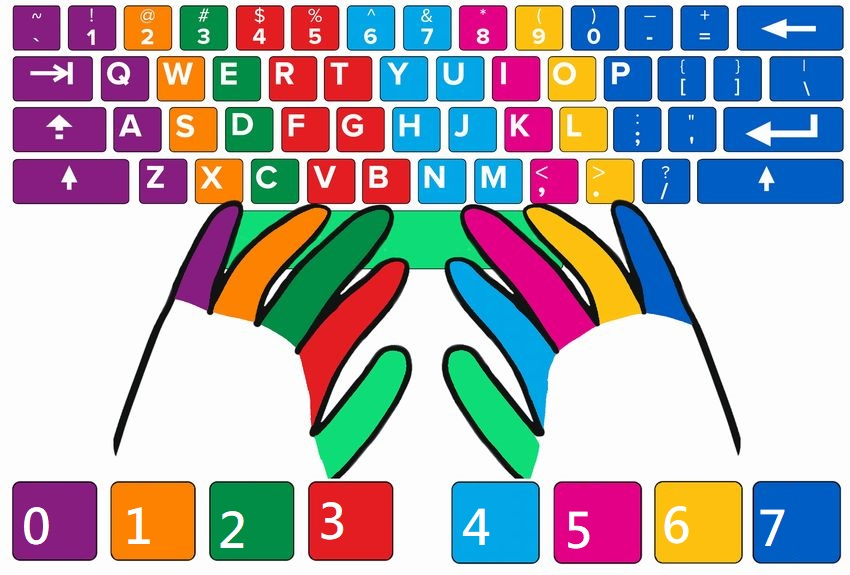 ~ ! @ # $ % ^ & * ( ) — +
` 1 2 3 4 5 6 7 8 9 0 - =
Q W E R T Y U I O P { } |
[ ] \
A S D F G H J K L : "
; '
Z X C V B N M < > ?
, . /
0 1 2 3 4 5 6 7